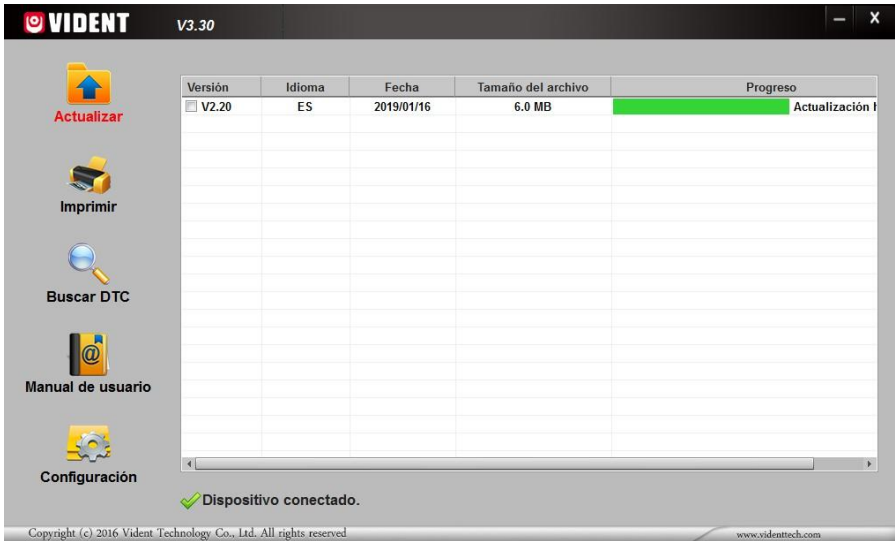 VIDENT V3.30
X
Actualizar
Imprimir
Buscar DTC
Manual de usuario
Configuración
Versión Idioma Fecha Tamaño del archivo Progreso
V2.20 ES 2019/01/16 6.0 MB Actualización
Dispositivo conectado.
Copyright (c) 2016 Vident Technology Co., Ltd. All rights reserved www.videnttech.com